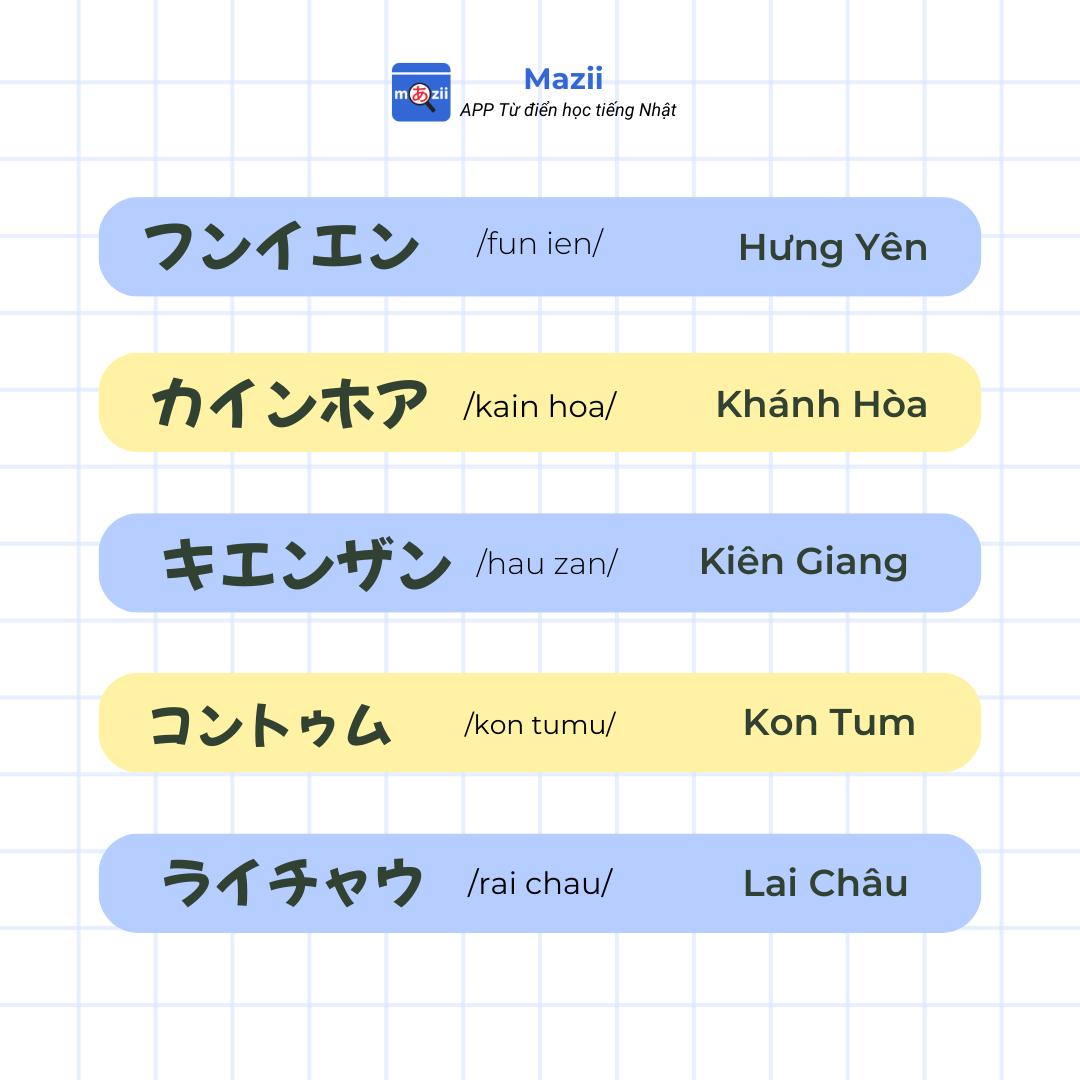 mあzii
Mazii
APP Từ điển học tiếng Nhật
フンイエン /fun ien/ Hưng Yên
カインホア /kain hoa/ Khánh Hòa
キエンザン /hau zan/ Kiên Giang
コントゥム /kon tumu/ Kon Tum
ライチャウ /rai chau/ Lai Châu